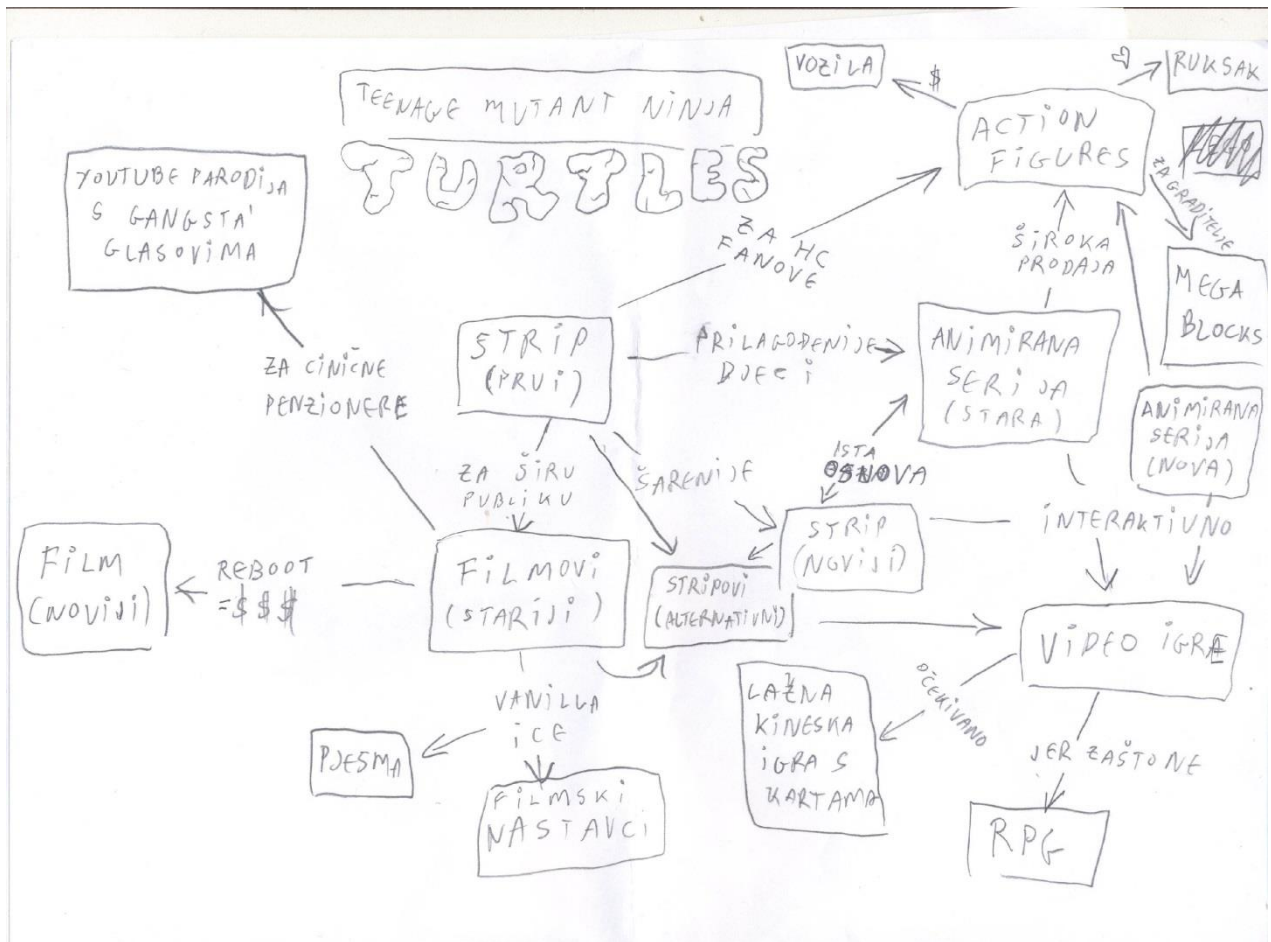 TEENAGE MUTANT NINJA
TURTLES
VOZILA
$
RUKSAK
ACTION
FIGURES
ZA GRADITELJE
MEGA
BLOCKS
YOUTUBE PARODIJA
S GANGSTA'
GLASOVIMA
ZA HC
FANOVE
ŠIROKA
PRODAJA
STRIP
(PRVI)
PRILAGOĐENIJE
DJECI
ANIMIRANA
SERIJA
(STARA)
ANIMIRANA
SERIJA
(NOVA)
ZA CINIČNE
PENZIONERE
ZA ŠIRU
PUBLIKU
ŠARENIJE
ISTA
OSNOVA
INTERAKTIVNO
FILM
(NOVIJI)
REBOOT
=$$$
FILMOVI
(STARIJI)
STRIPOVI
(ALTERNATIVNI)
STRIP
(NOVIJI)
VIDEO IGRE
VANILLA
ICE
PJESMA
FILMSKI
NASTAVCI
LAŽNA
KINESKA
IGRA S
KARTAMA
OČEKIVANO
JER ZAŠTO NE
RPG